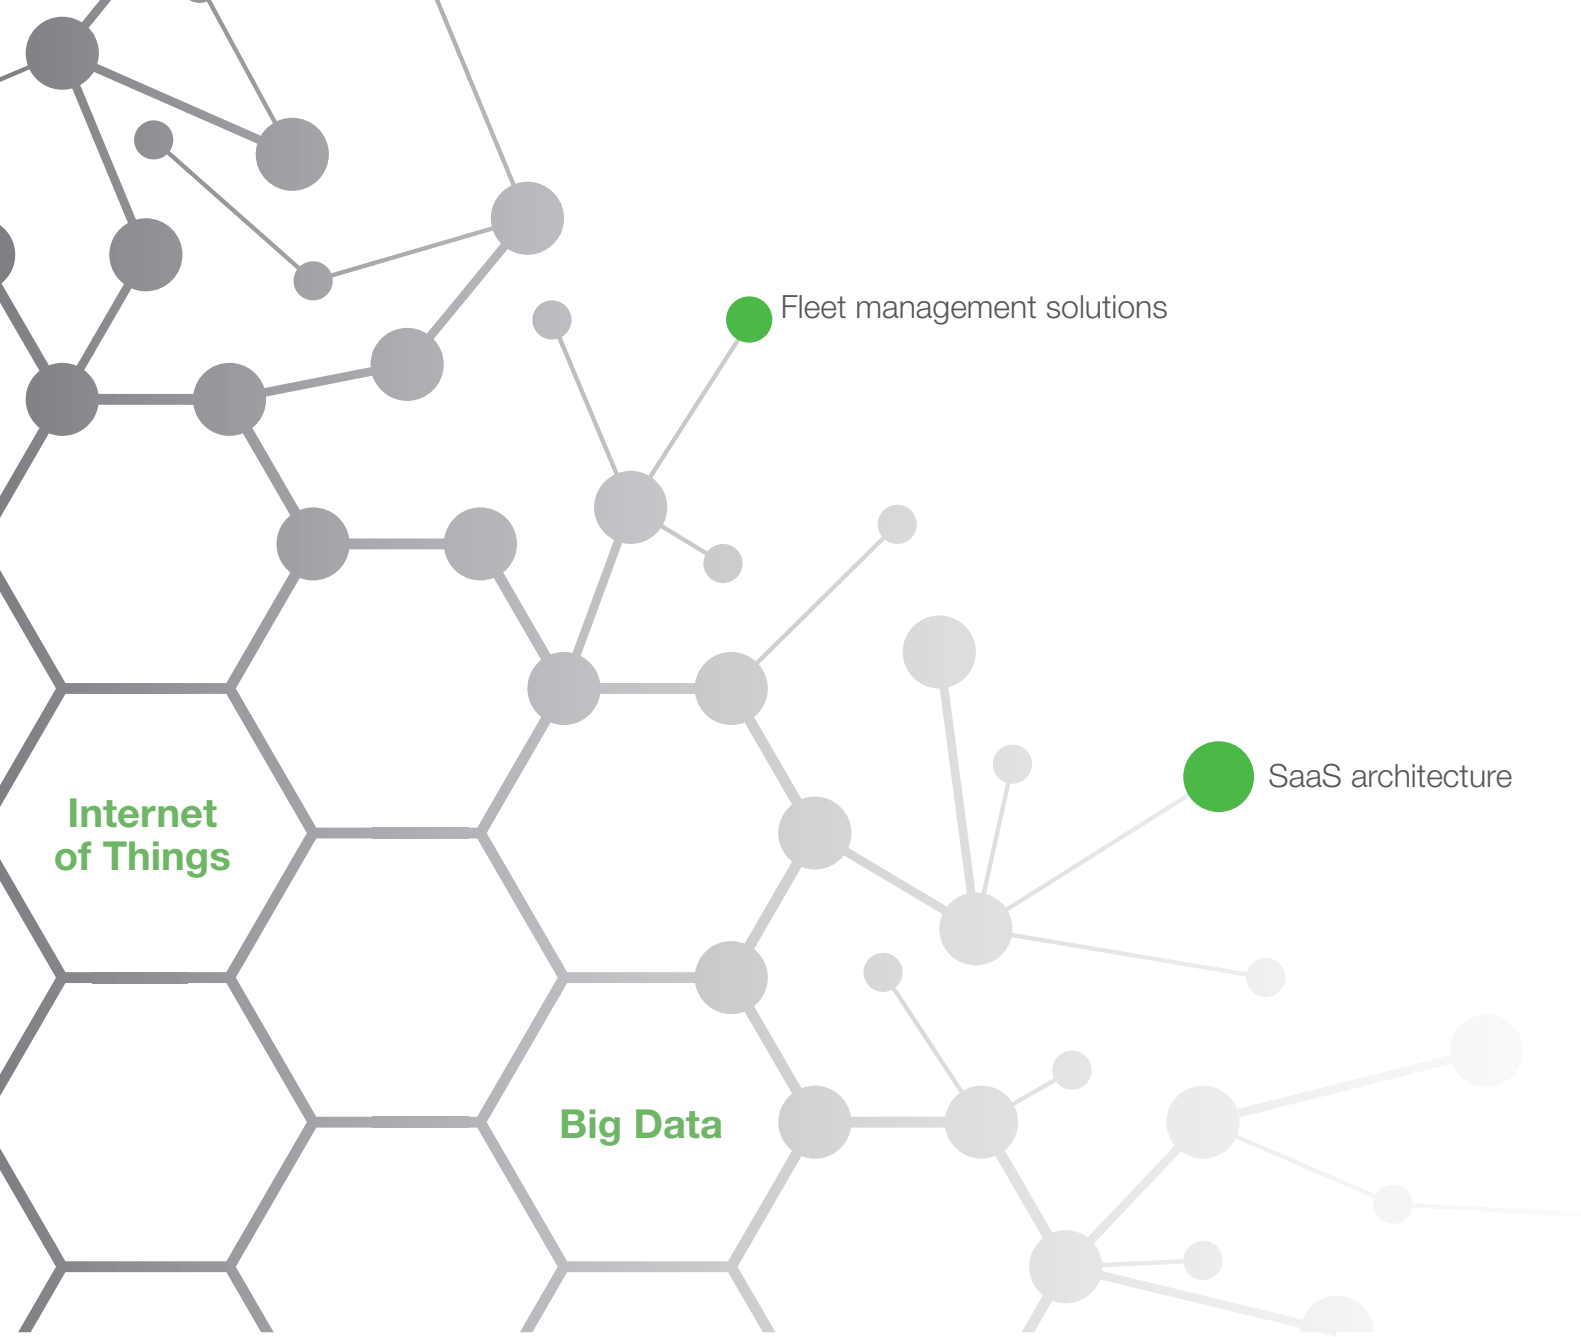 Fleet management solutions
SaaS architecture
Internet
of Things
Big Data